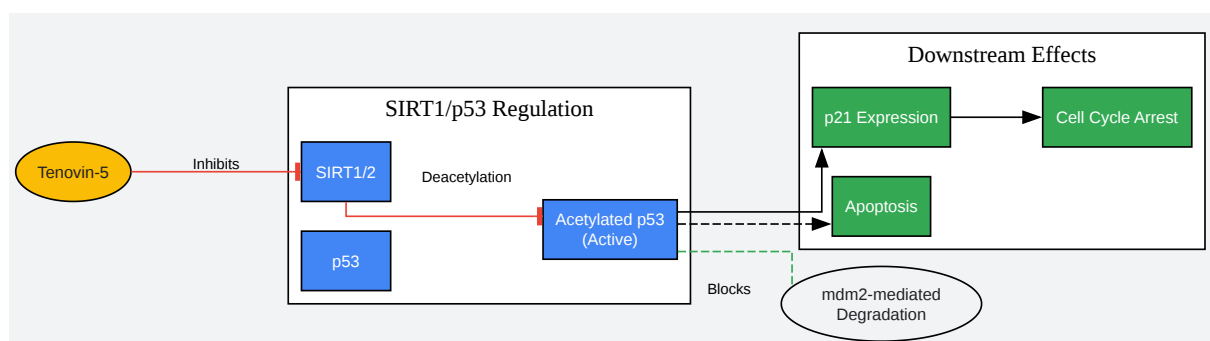 Downstream Effects
SIRT1/p53 Regulation
p21 Expression
Cell Cycle Arrest
Tenovin-5
Inhibits
SIRT1/2
Deacetylation
Acetylated p53
(Active)
Apoptosis
p53
Blocks
mdm2-mediated
Degradation